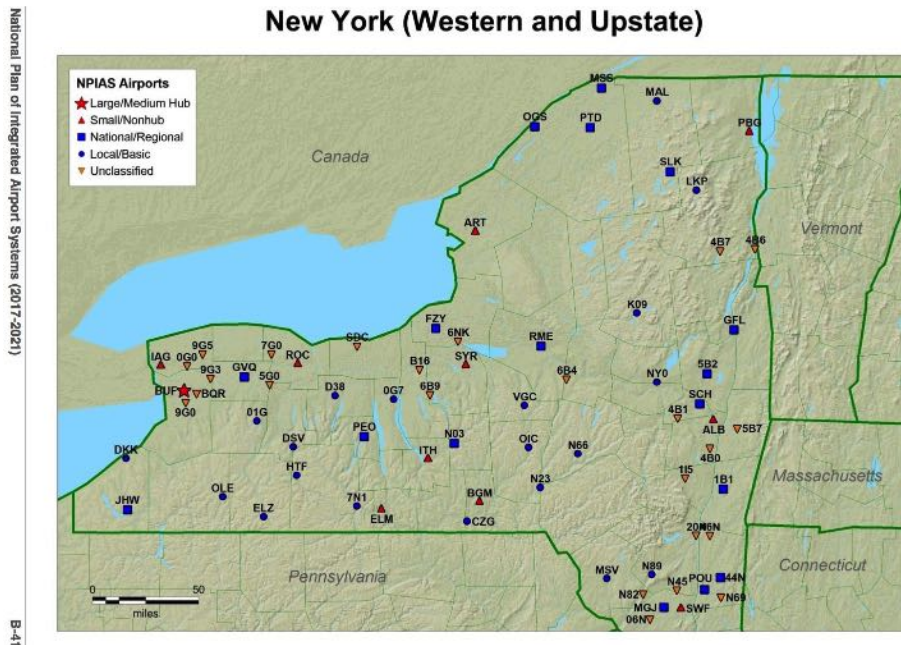 New York (Western and Upstate)
National Plan of Integrated Airport Systems (2017-2021)
B-41
NPIAS Airports
Large/Medium Hub
Small/Nonhub
National/Regional
Local/Basic
Unclassified
Canada
Vermont
Massachusetts
Connecticut
Pennsylvania
MSS
MAL
OGS
PTD
PBG
SLK
LKP
ART
4B7
4B6
K09
GFL
FZY
6NK
RME
SDC
9G5
7G0
IAG
0G0
ROC
SYR
B16
9G3
GVQ
5G0
6B4
NY0
5B2
BUF
BQR
9G0
D38
0G7
6B9
VGC
SCH
01G
4B1
ALB
5B7
DKK
DSV
PEO
N03
ITH
OIC
N66
4B0
HTF
1I5
1B1
JHW
OLE
ELZ
7N1
ELM
BGM
CZG
N23
MSV
N89
N82
N45
POU
44N
N69
MGJ
SWF
06N
0
50
miles